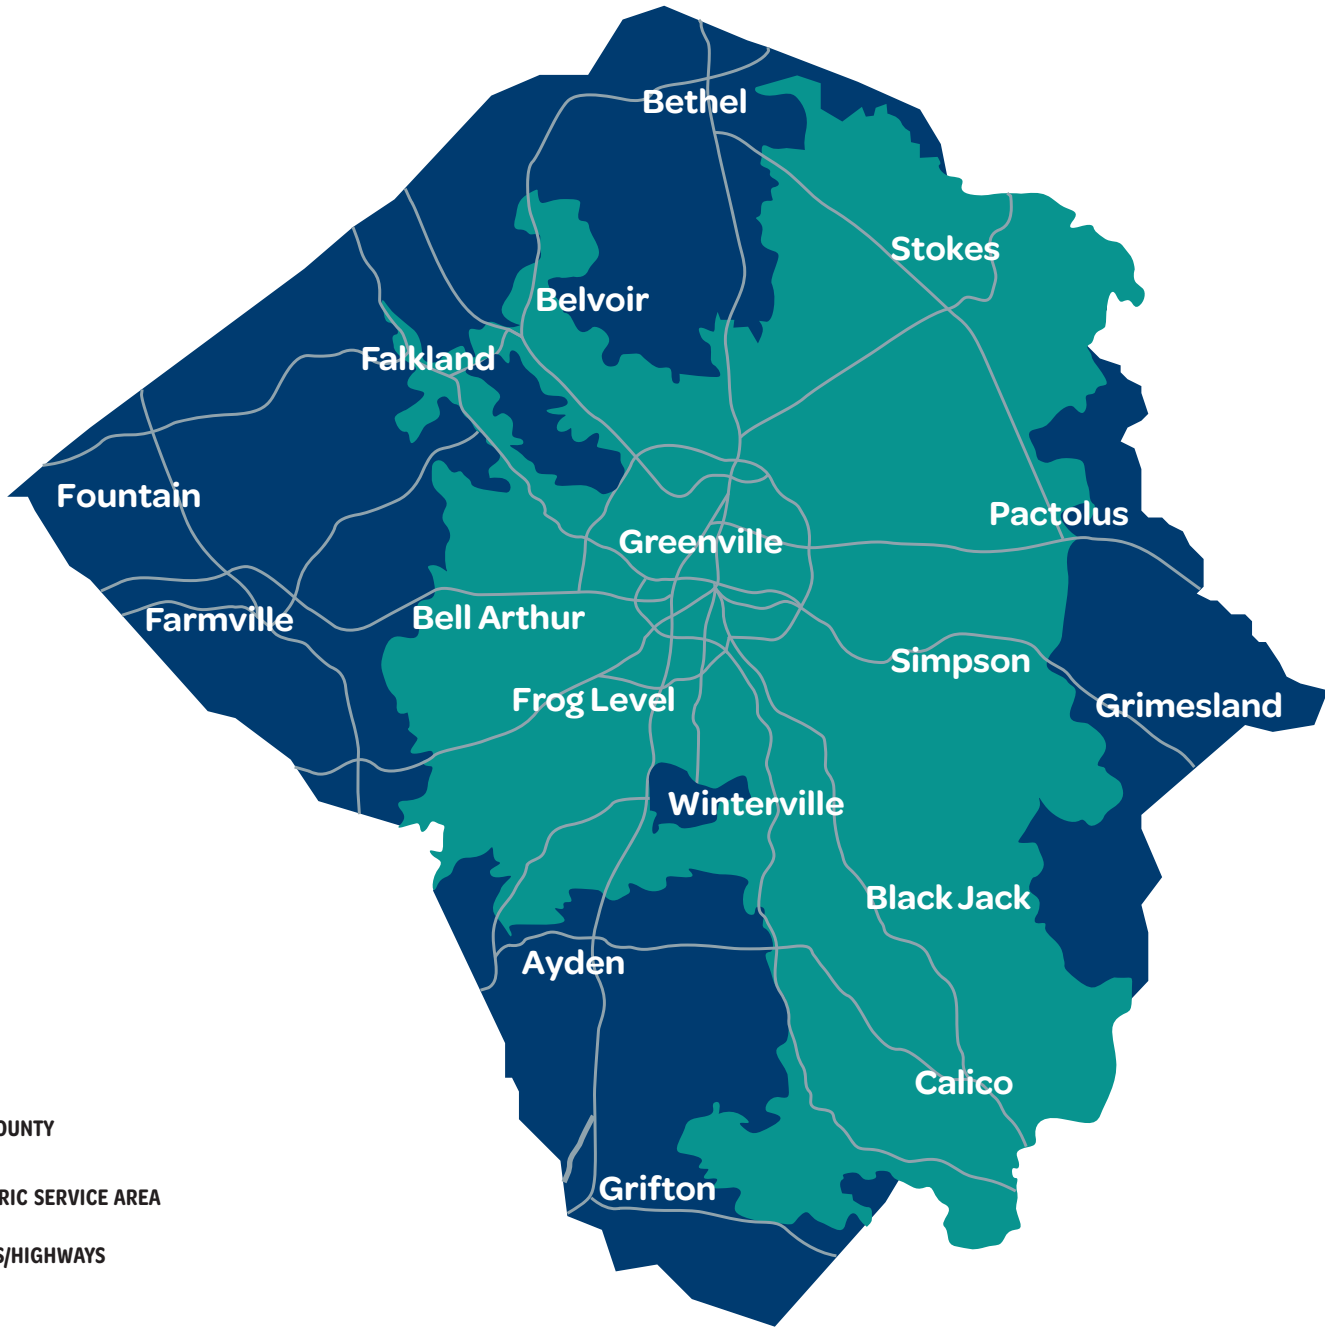 Bethel
Stokes
Belvoir
Falkland
Fountain
Pactolus
Greenville
Farmville
Bell Arthur
Simpson
Frog Level
Grimesland
Winterville
Black Jack
Ayden
Calico
OUNTY
Grifton
RIC SERVICE AREA
S/HIGHWAYS